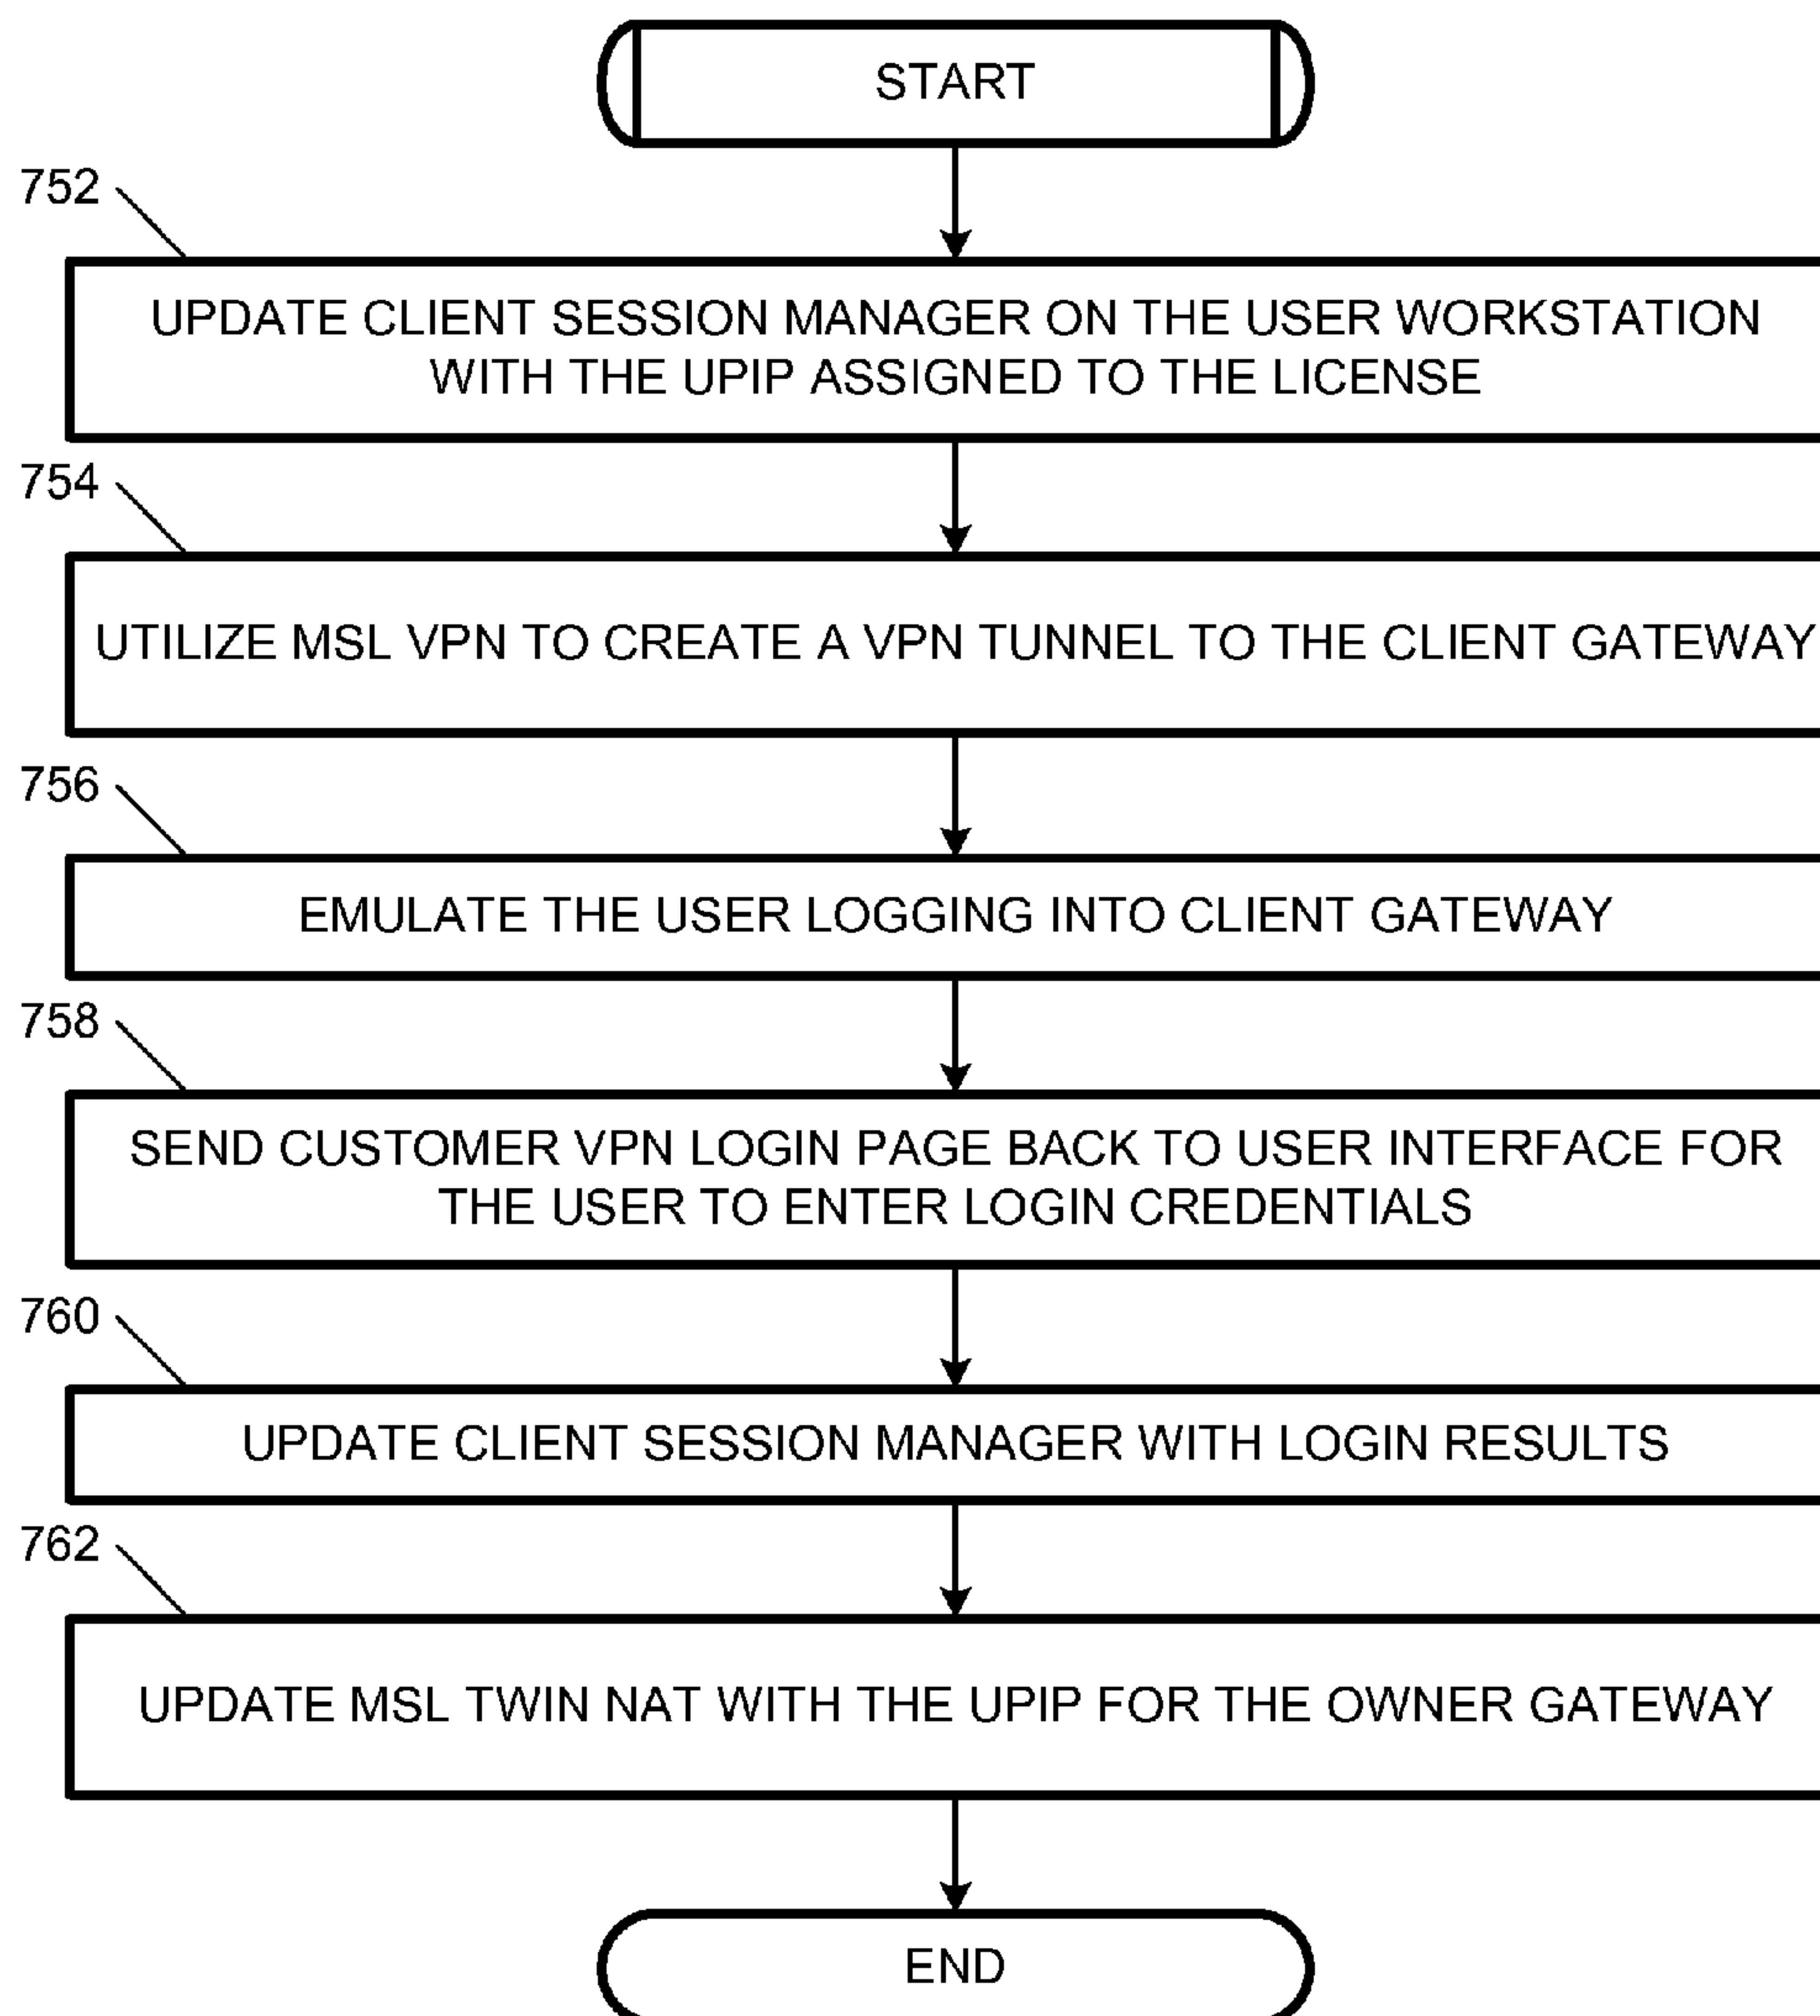 START
752
UPDATE CLIENT SESSION MANAGER ON THE USER WORKSTATION
WITH THE UPIP ASSIGNED TO THE LICENSE
754
UTILIZE MSL VPN TO CREATE A VPN TUNNEL TO THE CLIENT GATEWAY
756
EMULATE THE USER LOGGING INTO CLIENT GATEWAY
758
SEND CUSTOMER VPN LOGIN PAGE BACK TO USER INTERFACE FOR
THE USER TO ENTER LOGIN CREDENTIALS
760
UPDATE CLIENT SESSION MANAGER WITH LOGIN RESULTS
762
UPDATE MSL TWIN NAT WITH THE UPIP FOR THE OWNER GATEWAY
END